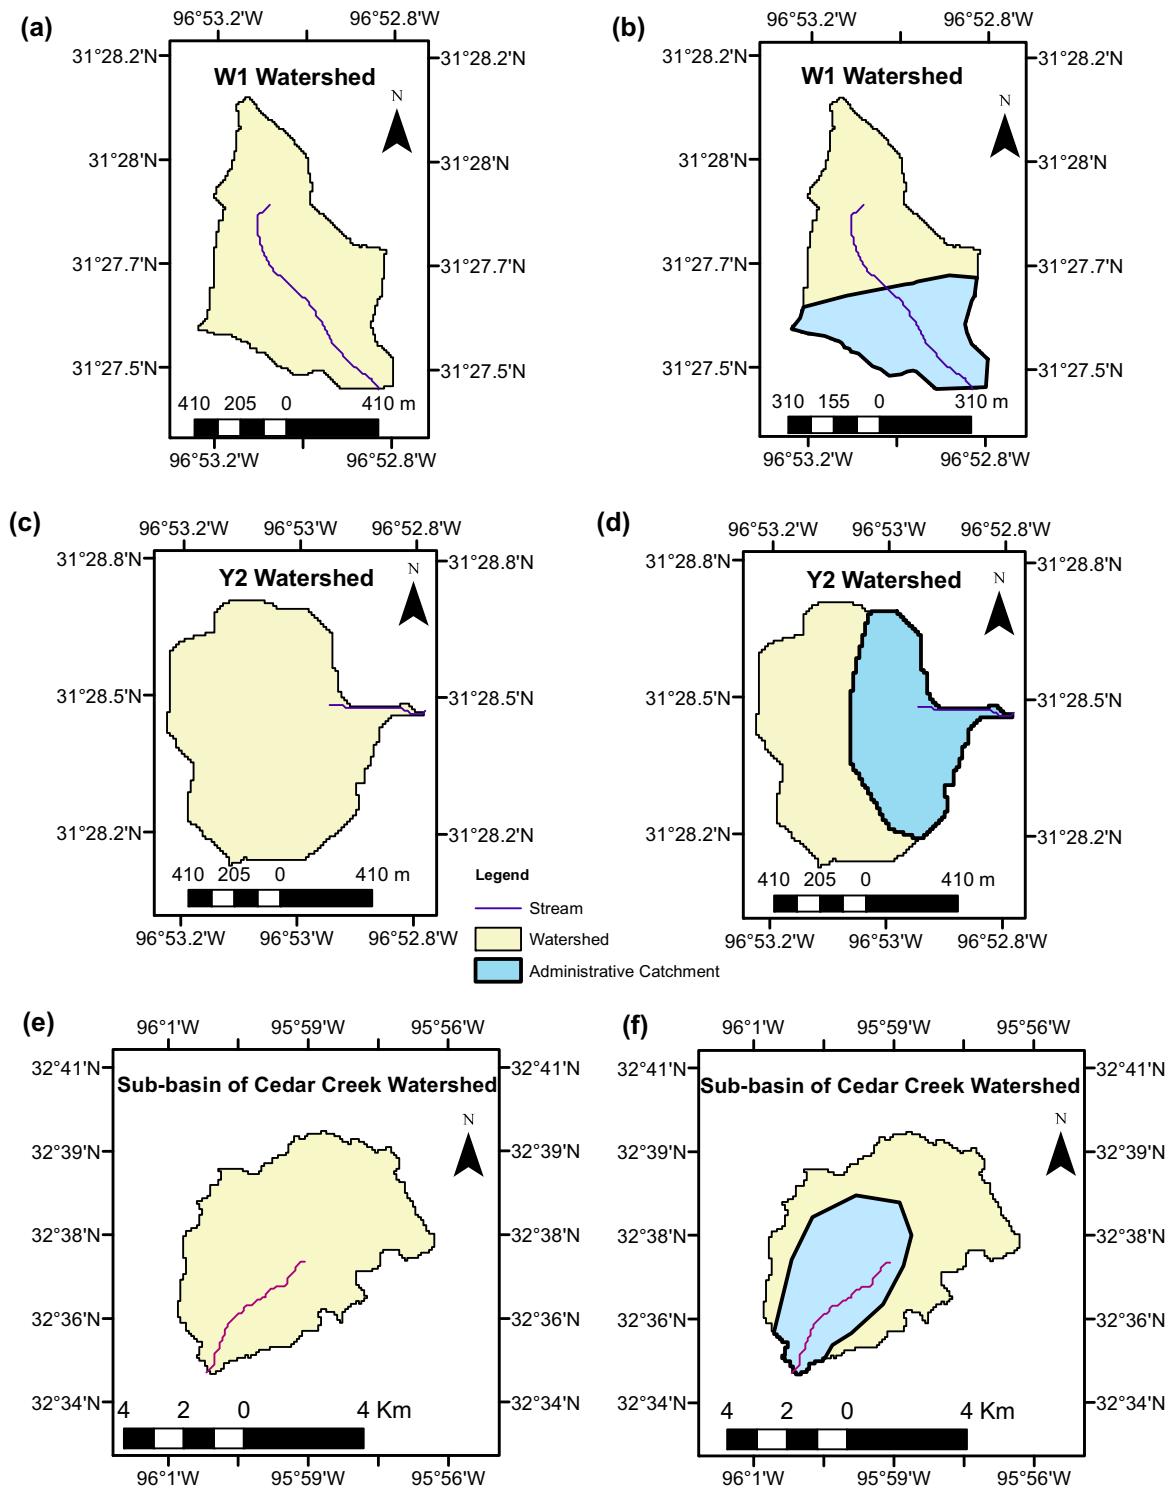 (a)
96°53.2'W 96°52.8'W
31°28.2'N 31°28.2'N
W1 Watershed
N
31°28'N 31°28'N
31°27.7'N 31°27.7'N
31°27.5'N 31°27.5'N
410 205 0 410 m
96°53.2'W 96°52.8'W
(b)
96°53.2'W 96°52.8'W
31°28.2'N 31°28.2'N
W1 Watershed
N
31°28'N 31°28'N
31°27.7'N 31°27.7'N
31°27.5'N 31°27.5'N
310 155 0 310 m
96°53.2'W 96°52.8'W
(c)
96°53.2'W 96°53'W 96°52.8'W
31°28.8'N 31°28.8'N
Y2 Watershed
N
31°28.5'N 31°28.5'N
31°28.2'N 31°28.2'N
410 205 0 410 m
96°53.2'W 96°53'W 96°52.8'W
(d)
96°53.2'W 96°53'W 96°52.8'W
31°28.8'N 31°28.8'N
Y2 Watershed
N
31°28.5'N 31°28.5'N
31°28.2'N 31°28.2'N
410 205 0 410 m
96°53.2'W 96°53'W 96°52.8'W
Legend
Stream
Watershed
Administrative Catchment
(e)
96°1'W 95°59'W 95°56'W
32°41'N 32°41'N
Sub-basin of Cedar Creek Watershed
N
32°39'N 32°39'N
32°38'N 32°38'N
32°36'N 32°36'N
32°34'N 32°34'N
4 2 0 4 Km
96°1'W 95°59'W 95°56'W
(f)
96°1'W 95°59'W 95°56'W
32°41'N 32°41'N
Sub-basin of Cedar Creek Watershed
N
32°39'N 32°39'N
32°38'N 32°38'N
32°36'N 32°36'N
32°34'N 32°34'N
4 2 0 4 Km
96°1'W 95°59'W 95°56'W